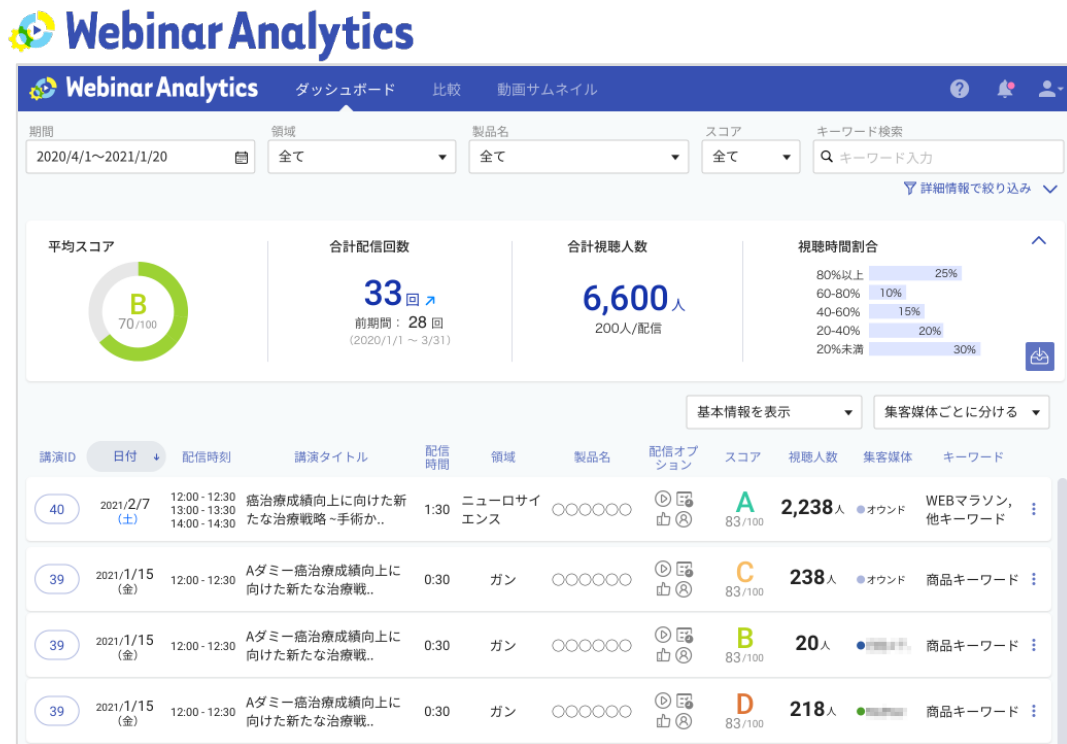 Webinar Analytics
Webinar Analytics ダッシュボード 比較 動画サムネイル
期間 領域 製品名 スコア キーワード検索
2020/4/1～2021/1/20 全て 全て 全て キーワード入力
詳細情報で絞り込み
平均スコア 合計配信回数 合計視聴人数 視聴時間割合
B
70/100
33回
前期間： 28 回
(2020/1/1 ～ 3/31)
6,600人
200人/配信
80%以上 25%
60-80% 10%
40-60% 15%
20-40% 20%
20%未満 30%
基本情報を表示 集客媒体ごとに分ける
講演ID 日付 ↓ 配信時刻 講演タイトル 配信時間 領域 製品名 配信オプション スコア 視聴人数 集客媒体 キーワード
40 2021/2/7 (土) 12:00 - 12:30 13:00 - 13:30 14:00 - 14:30 癌治療成績向上に向けた新たな治療戦略 ~手術か.. 1:30 ニューロサイエンス 〇〇〇〇〇〇 A 83/100 2,238人 オウンド WEBマラソン, 他キーワード
39 2021/1/15 (金) 12:00 - 12:30 Aダミー癌治療成績向上に向けた新たな治療戦.. 0:30 ガン 〇〇〇〇〇〇 C 83/100 238人 オウンド 商品キーワード
39 2021/1/15 (金) 12:00 - 12:30 Aダミー癌治療成績向上に向けた新たな治療戦.. 0:30 ガン 〇〇〇〇〇〇 B 83/100 20人 商品キーワード
39 2021/1/15 (金) 12:00 - 12:30 Aダミー癌治療成績向上に向けた新たな治療戦.. 0:30 ガン 〇〇〇〇〇〇 D 83/100 218人 商品キーワード